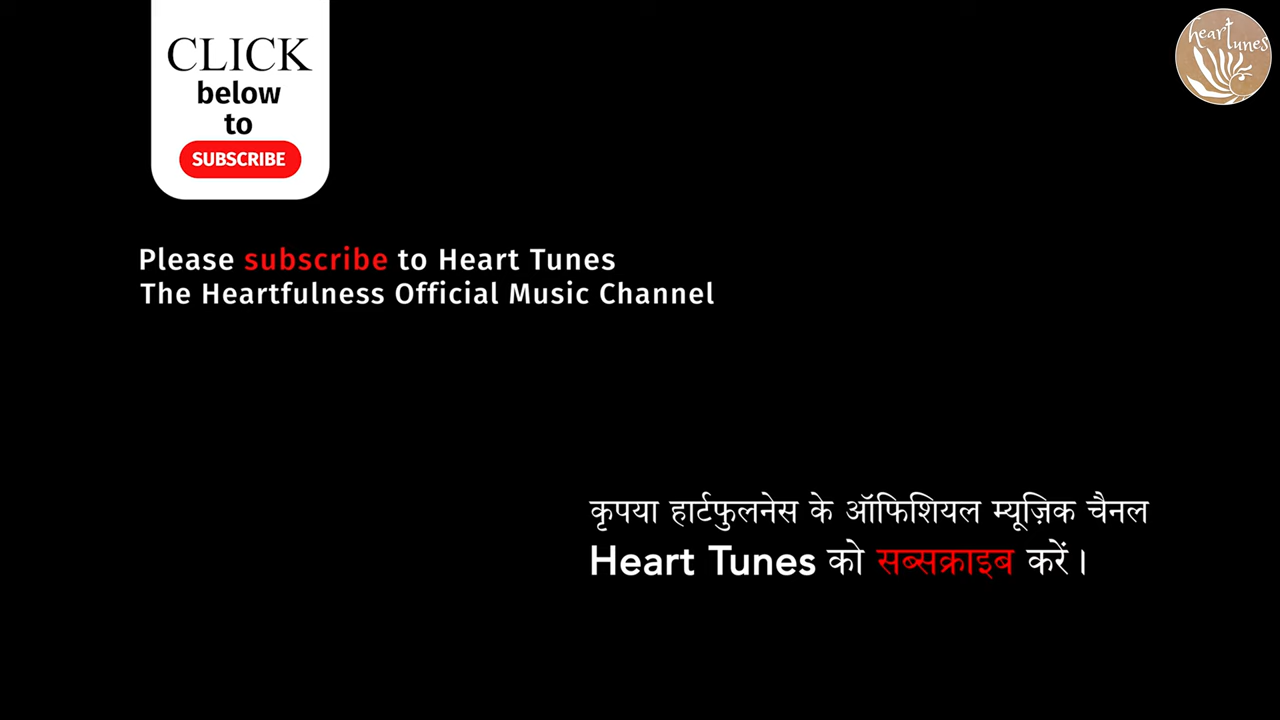 CLICK
below
to
SUBSCRIBE
heart tunes
Please subscribe to Heart Tunes
The Heartfulness Official Music Channel
कृपया हार्टफुलनेस के ऑफिशियल म्यूज़िक चैनल
Heart Tunes को सब्सक्राइब करें।